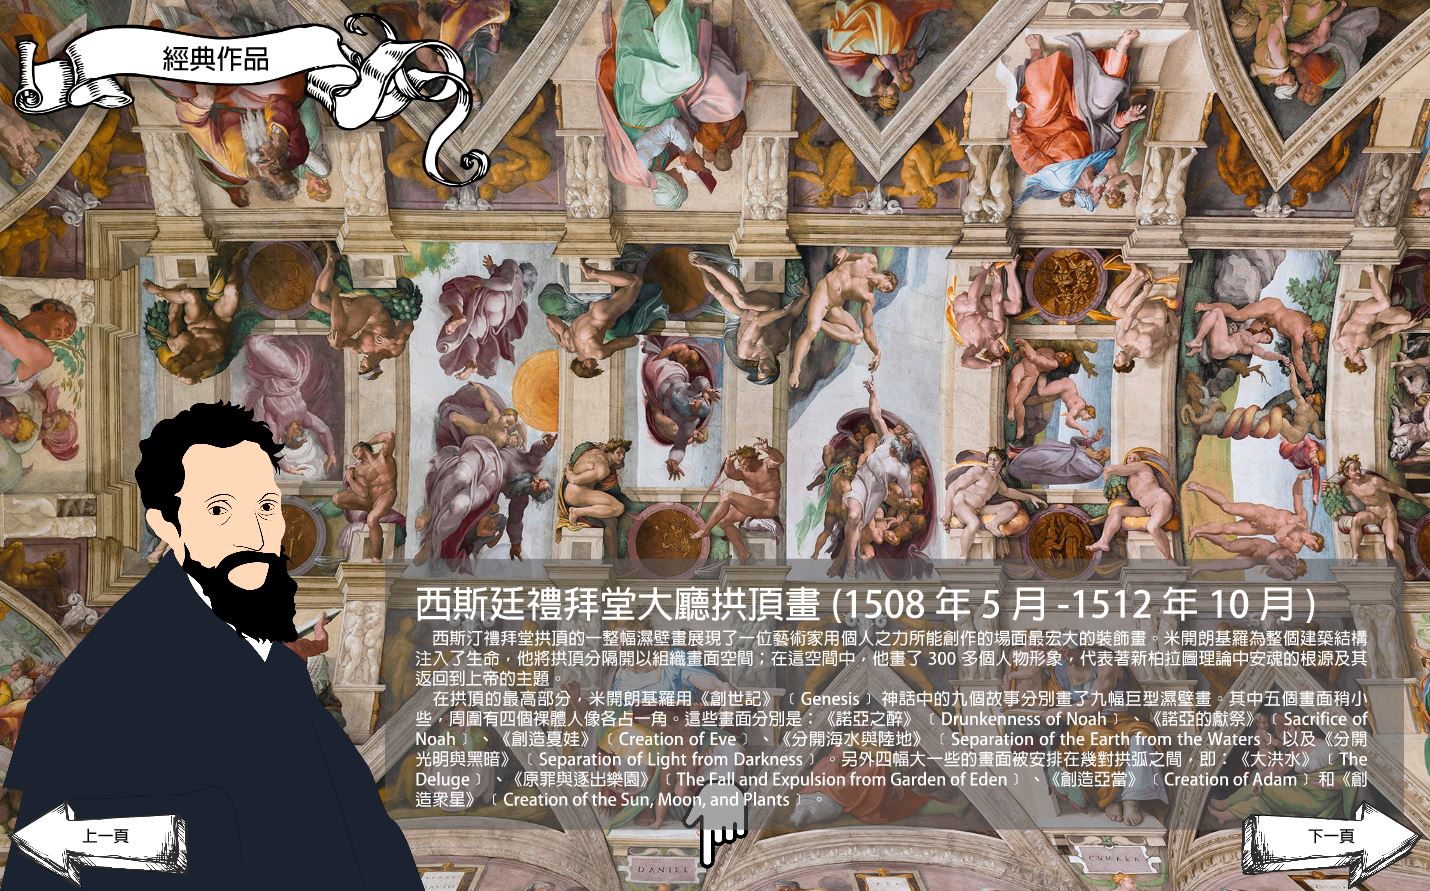 經典作品
西斯廷禮拜堂大廳拱頂畫 (1508 年 5 月 -1512 年 10 月 )
西斯汀禮拜堂拱頂的一整幅濕壁畫展現了一位藝術家用個人之力所能創作的場面最宏大的裝飾畫。米開朗基羅為整個建築結構
注入了生命，他將拱頂分隔開以組織畫面空間；在這空間中，他畫了 300 多個人物形象，代表著新柏拉圖理論中安魂的根源及其
返回到上帝的主題。
在拱頂的最高部分，米開朗基羅用《創世記》﹝Genesis﹞神話中的九個故事分別畫了九幅巨型濕壁畫。其中五個畫面稍小
些，周圍有四個裸體人像各占一角。這些畫面分別是：《諾亞之醉》﹝Drunkenness of Noah﹞、《諾亞的獻祭》﹝Sacrifice of
Noah﹞、《創造夏娃》﹝Creation of Eve﹞、《分開海水與陸地》﹝Separation of the Earth from the Waters﹞以及《分開
光明與黑暗》﹝Separation of Light from Darkness﹞。另外四幅大一些的畫面被安排在幾對拱弧之間，即：《大洪水》﹝The
Deluge﹞、《原罪與逐出樂園》﹝The Fall and Expulsion from Garden of Eden﹞、《創造亞當》﹝Creation of Adam﹞和《創
造眾星》﹝Creation of the Sun, Moon, and Plants﹞。
上一頁
下一頁
DANIEL
CVMAEA